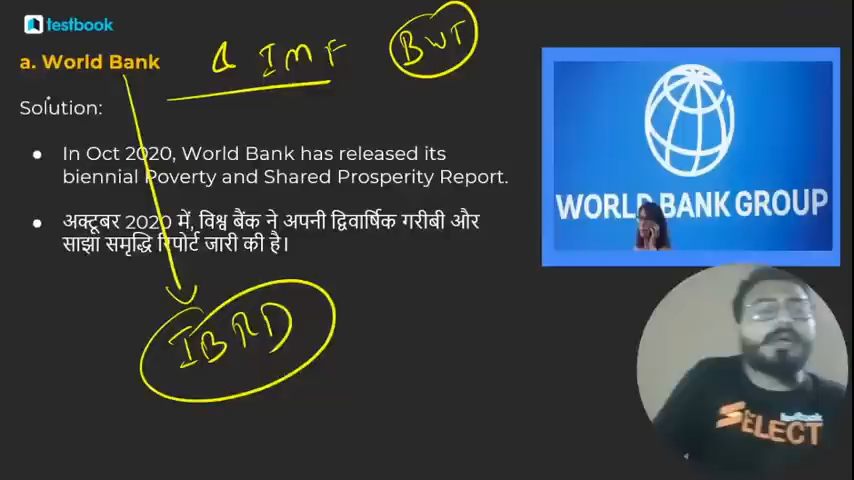 testbook
a. World Bank
& IMF
BWT
Solution:
In Oct 2020, World Bank has released its
biennial Poverty and Shared Prosperity Report.
अक्टूबर 2020 में, विश्व बैंक ने अपनी द्विवार्षिक गरीबी और
साझा समृद्धि रिपोर्ट जारी की है।
IBRD
WORLD BANK GROUP
testbook
SELECT